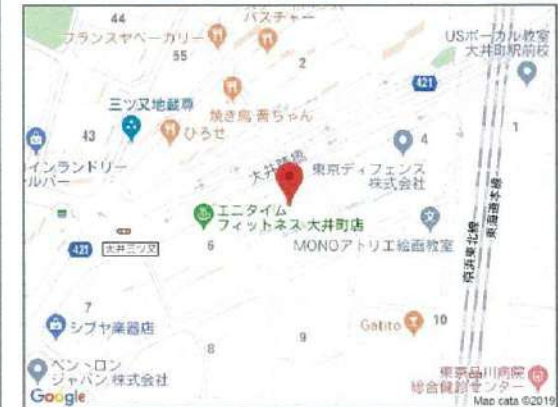 44
バスチャー
フランスヤベーカリー
55
2
USボーカル教室
大井町駅前校
421
焼き鳥
ちゃん
三ツ又地蔵尊
ひろせ
43
4
1
インランドリー
ルバー
東京ディフェンス
株式会社
エニタイム
フィットネス 大井町店
MONOアトリエ絵画教室
京浜東北線
東海道本線
421
大井三ツ又
6
7
シブヤ楽器店
8
9
Gatito
10
ベントロン
ジャパン 株式会社
東京品川病院
総合健診センター
Google
Map data ©2019